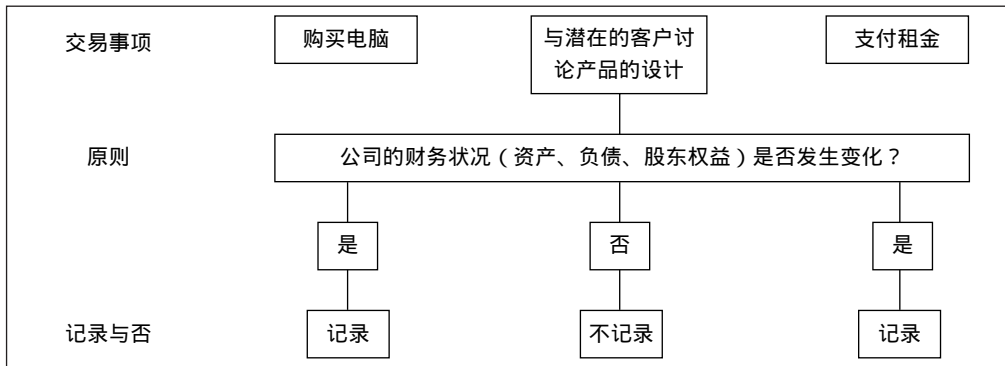 交易事项
购买电脑
与潜在的客户讨
论产品的设计
支付租金
原则
公司的财务状况（资产、负债、股东权益）是否发生变化？
是
否
是
记录与否
记录
不记录
记录